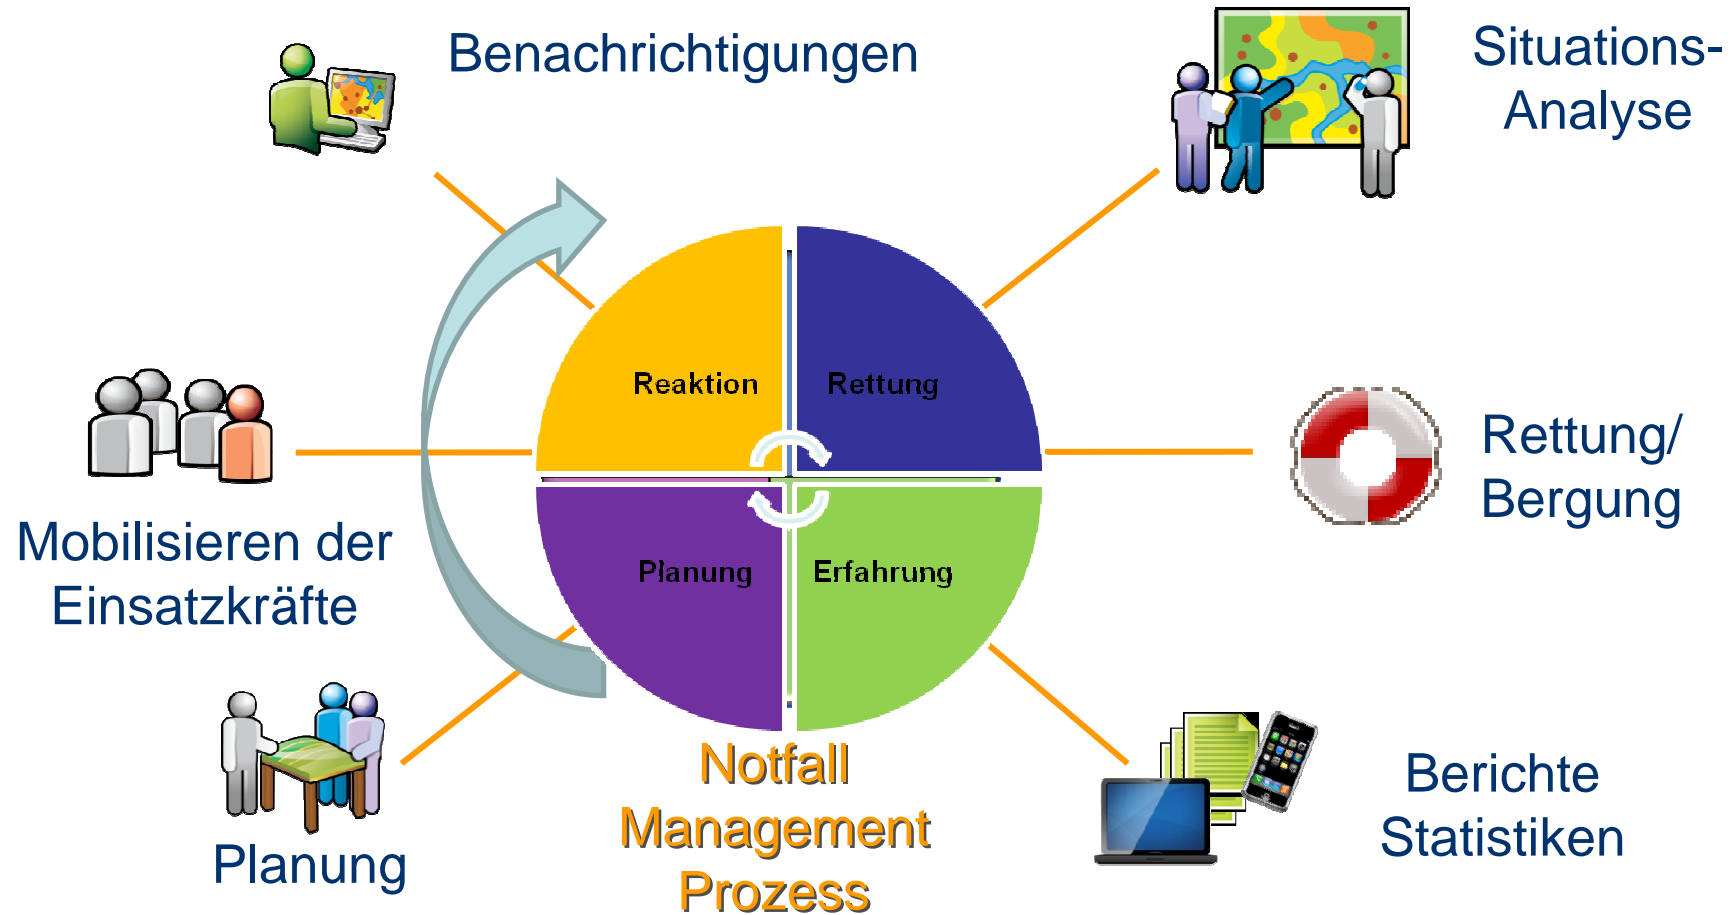 Benachrichtigungen
Situations-
Analyse
Reaktion
Rettung
Mobilisieren der
Einsatzkräfte
Rettung/
Bergung
Planung
Erfahrung
Planung
Notfall
Management
Prozess
Berichte
Statistiken